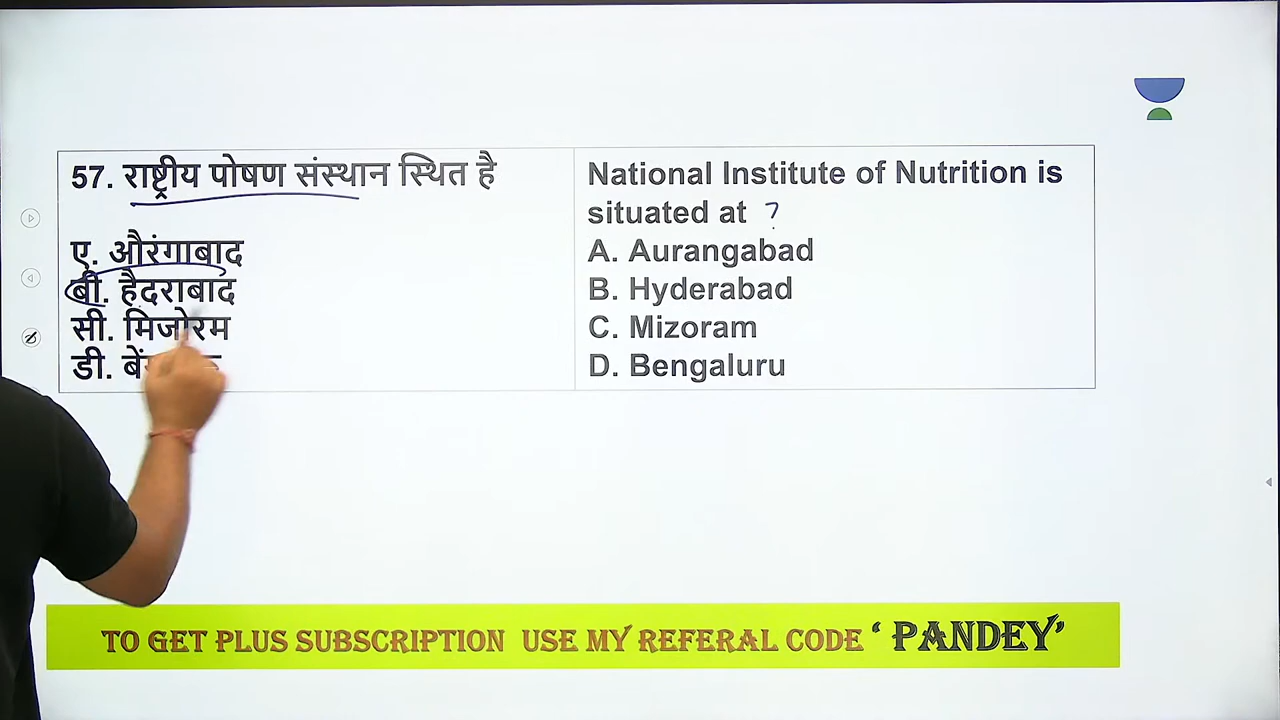 57. राष्ट्रीय पोषण संस्थान स्थित है
ए. औरंगाबाद
बी. हैदराबाद
सी. मिजोरम
डी.
National Institute of Nutrition is
situated at ?
A. Aurangabad
B. Hyderabad
C. Mizoram
D. Bengaluru
TO GET PLUS SUBSCRIPTION USE MY REFERAL CODE ‘ PANDEY’